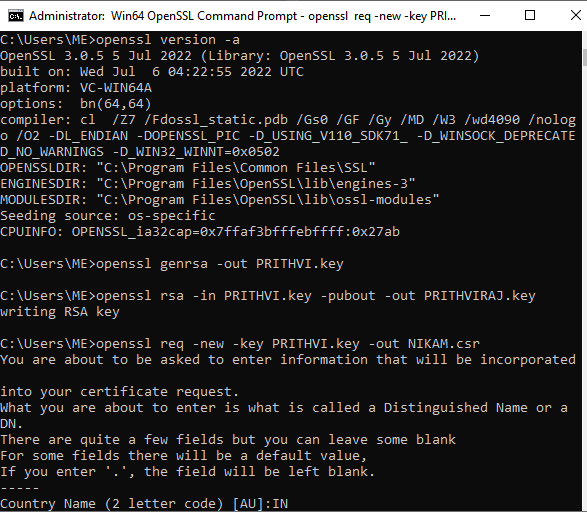 Administrator: Win64 OpenSSL Command Prompt - openssl req -new -key PRI...
C:\Users\ME>openssl version -a
OpenSSL 3.0.5 5 Jul 2022 (Library: OpenSSL 3.0.5 5 Jul 2022)
built on: Wed Jul  6 04:22:55 2022 UTC
platform: VC-WIN64A
options:  bn(64,64)
compiler: cl  /Z7 /Fdossl_static.pdb /Gs0 /GF /Gy /MD /W3 /wd4090 /nolog
o /O2 -DL_ENDIAN -DOPENSSL_PIC -D_USING_V110_SDK71_ -D_WINSOCK_DEPRECATE
D_NO_WARNINGS -D_WIN32_WINNT=0x0502
OPENSSLDIR: "C:\Program Files\Common Files\SSL"
ENGINESDIR: "C:\Program Files\OpenSSL\lib\engines-3"
MODULESDIR: "C:\Program Files\OpenSSL\lib\ossl-modules"
Seeding source: os-specific
CPUINFO: OPENSSL_ia32cap=0x7ffaf3bfffebffff:0x27ab
C:\Users\ME>openssl genrsa -out PRITHVI.key
C:\Users\ME>openssl rsa -in PRITHVI.key -pubout -out PRITHVIRAJ.key
writing RSA key
C:\Users\ME>openssl req -new -key PRITHVI.key -out NIKAM.csr
You are about to be asked to enter information that will be incorporated
into your certificate request.
What you are about to enter is what is called a Distinguished Name or a
DN.
There are quite a few fields but you can leave some blank
For some fields there will be a default value,
If you enter '.', the field will be left blank.
-----
Country Name (2 letter code) [AU]:IN